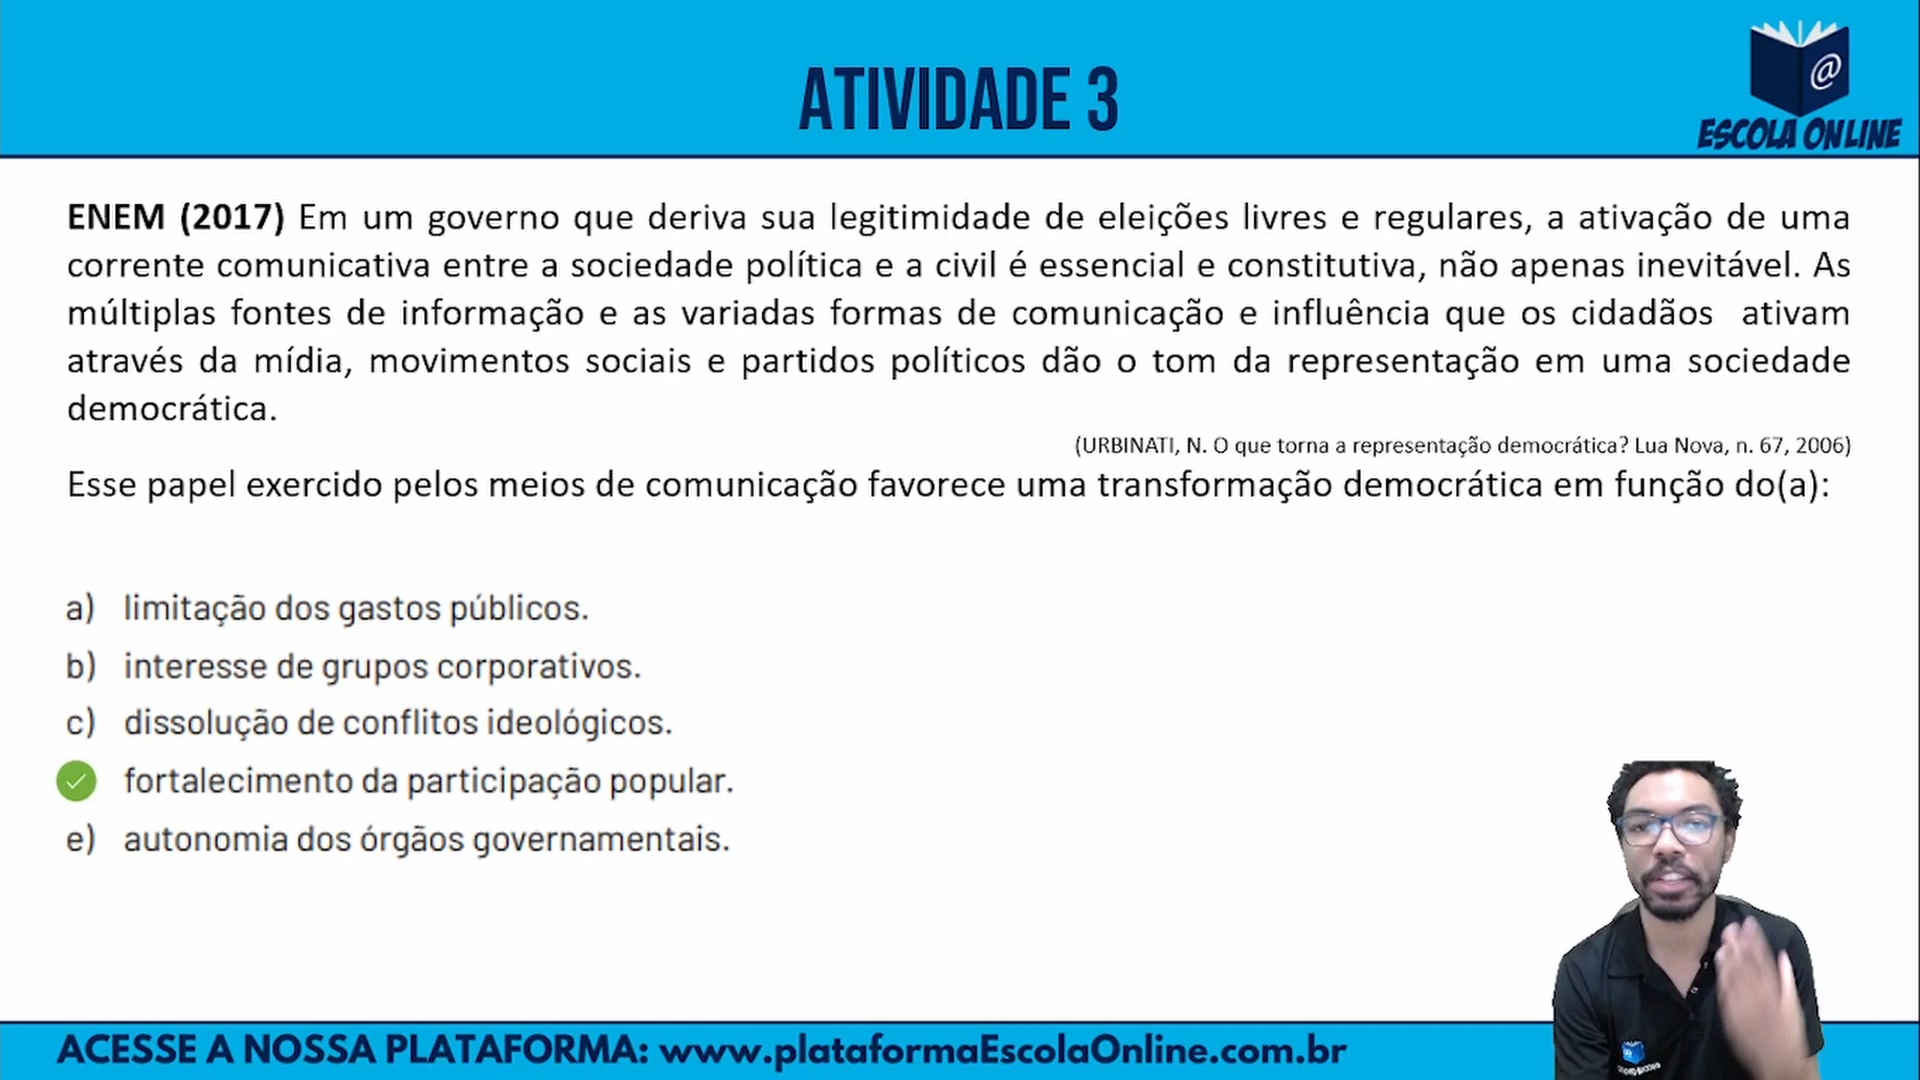 ATIVIDADE 3
@
ESCOLA ONLINE
ENEM (2017) Em um governo que deriva sua legitimidade de eleições livres e regulares, a ativação de uma
corrente comunicativa entre a sociedade política e a civil é essencial e constitutiva, não apenas inevitável. As
múltiplas fontes de informação e as variadas formas de comunicação e influência que os cidadãos ativam
através da mídia, movimentos sociais e partidos políticos dão o tom da representação em uma sociedade
democrática.
(URBINATI, N. O que torna a representação democrática? Lua Nova, n. 67, 2006)
Esse papel exercido pelos meios de comunicação favorece uma transformação democrática em função do(a):
a) limitação dos gastos públicos.
b) interesse de grupos corporativos.
c) dissolução de conflitos ideológicos.
fortalecimento da participação popular.
e) autonomia dos órgãos governamentais.
ACESSE A NOSSA PLATAFORMA: www.plataformaEscolaOnline.com.br